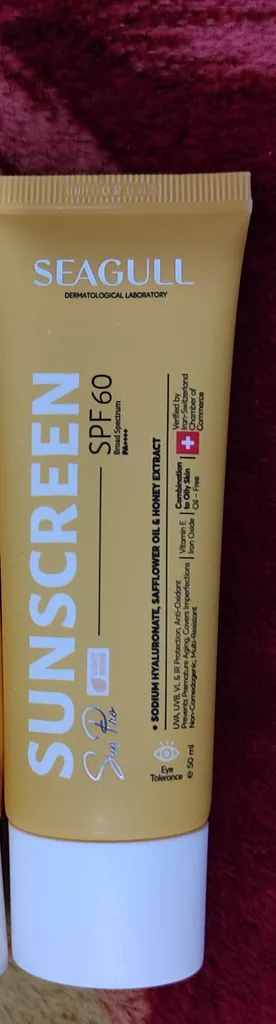 SEAGULL
DERMATOLOGICAL LABORATORY
SUNSCREEN
Sun Pro
LIGHT
BEIGE
SPF 60
Broad Spectrum
PA++++
• SODIUM HYALURONATE, SAFFLOWER OIL & HONEY EXTRACT
Eye
Tolerance
UVA, UVB, VL & IR Protection, Anti-Oxidant
Prevents Premature Aging, Covers Imperfections
Non-Comedogenic, Multi-Resistant
Vitamin E
Iron Oxide
Combination
to Oily Skin
Oil - Free
Verified by
Iran-Switzerland
Chamber of
Commerce
e 50 ml